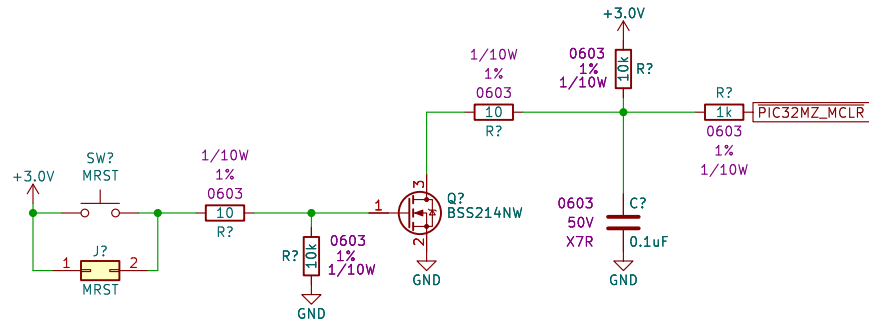 +3.0V
1/10W
1%
0603
10
R?
0603
1%
1/10W
10k
R?
R?
1k
PIC32MZ_MCLR
0603
1%
1/10W
SW?
MRST
+3.0V
1/10W
1%
0603
10
R?
1
3
2
Q?
BSS214NW
GND
J?
1
2
MRST
R?
10k
0603
1%
1/10W
GND
0603
50V
X7R
C?
0.1uF
GND